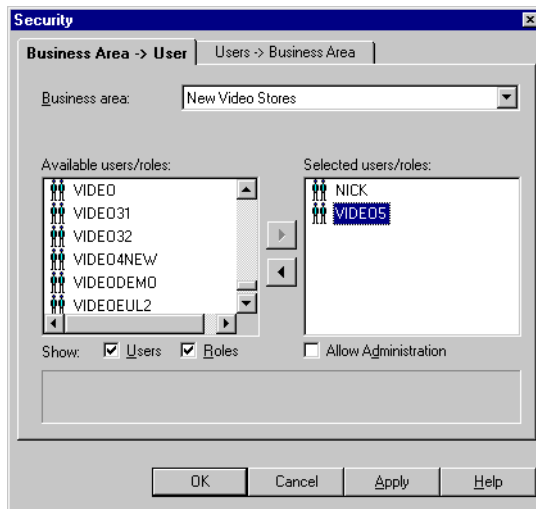 Security
Business Area -> User
Users -> Business Area
Business area:
New Video Stores
Available users/roles:
Selected users/roles:
VIDEO
VIDEO31
VIDEO32
VIDEO4NEW
VIDEODEMO
VIDEOEUL2
NICK
VIDEO5
Show:
Users
Roles
Allow Administration
OK
Cancel
Apply
Help